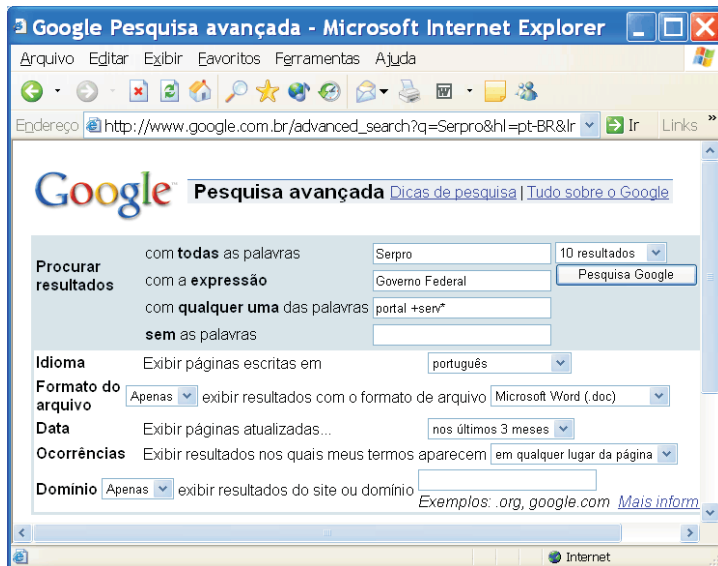 Google Pesquisa avançada - Microsoft Internet Explorer
Arquivo Editar Exibir Favoritos Ferramentas Ajuda
Endereço http://www.google.com.br/advanced_search?q=Serpro&hl=pt-BR&lr Ir Links »
Google™ Pesquisa avançada Dicas de pesquisa | Tudo sobre o Google
Procurar resultados
com todas as palavras Serpro 10 resultados
com a expressão Governo Federal Pesquisa Google
com qualquer uma das palavras portal +serv*
sem as palavras
Idioma Exibir páginas escritas em português
Formato do arquivo Apenas exibir resultados com o formato de arquivo Microsoft Word (.doc)
Data Exibir páginas atualizadas... nos últimos 3 meses
Ocorrências Exibir resultados nos quais meus termos aparecem em qualquer lugar da página
Domínio Apenas exibir resultados do site ou domínio
Exemplos: .org, google.com Mais inform
Internet